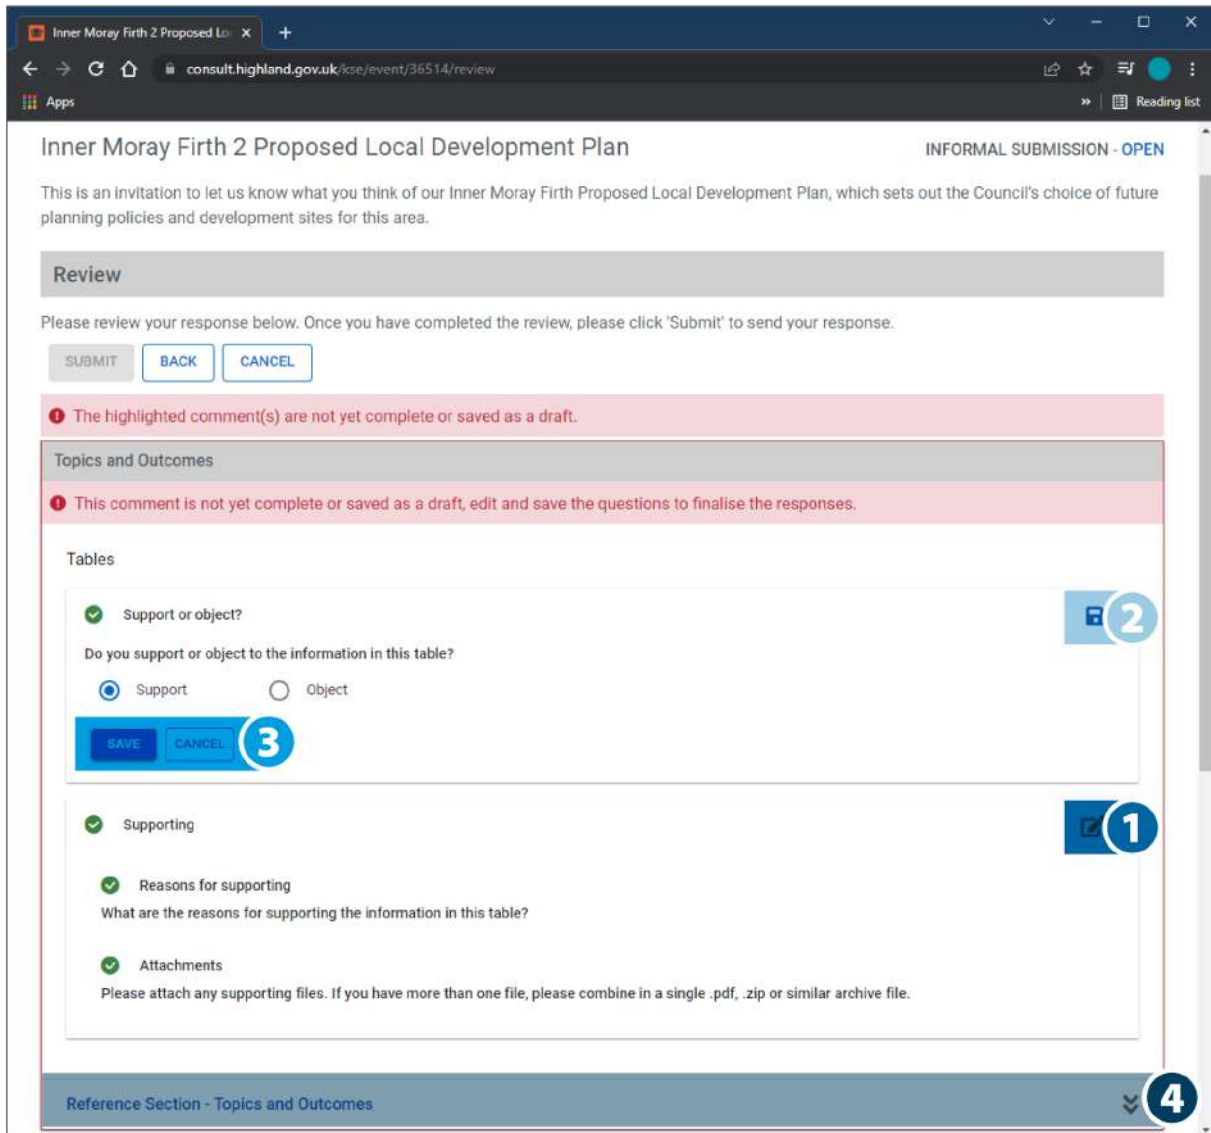 Inner Moray Firth 2 Proposed Lo
consult.highland.gov.uk/kse/event/36514/review
Apps
Reading list
Inner Moray Firth 2 Proposed Local Development Plan
INFORMAL SUBMISSION - OPEN
This is an invitation to let us know what you think of our Inner Moray Firth Proposed Local Development Plan, which sets out the Council's choice of future
planning policies and development sites for this area.
Review
Please review your response below. Once you have completed the review, please click 'Submit' to send your response.
SUBMIT BACK CANCEL
The highlighted comment(s) are not yet complete or saved as a draft.
Topics and Outcomes
This comment is not yet complete or saved as a draft, edit and save the questions to finalise the responses.
Tables
Support or object?
2
Do you support or object to the information in this table?
Support Object
SAVE CANCEL 3
Supporting
1
Reasons for supporting
What are the reasons for supporting the information in this table?
Attachments
Please attach any supporting files. If you have more than one file, please combine in a single .pdf, .zip or similar archive file.
Reference Section - Topics and Outcomes
4